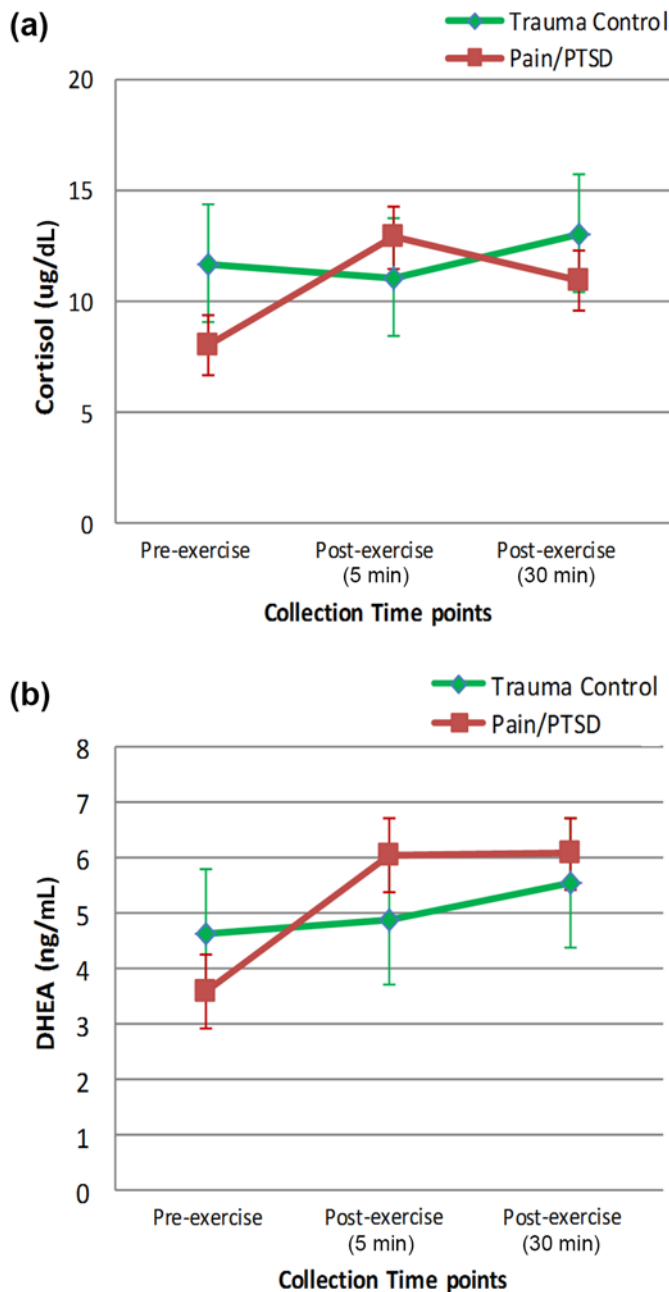 (a)
Trauma Control
Pain/PTSD
Cortisol (ug/dL)
20
15
10
5
0
Pre-exercise
Post-exercise
(5 min)
Post-exercise
(30 min)
Collection Time points
(b)
Trauma Control
Pain/PTSD
DHEA (ng/mL)
8
7
6
5
4
3
2
1
0
Pre-exercise
Post-exercise
(5 min)
Post-exercise
(30 min)
Collection Time points